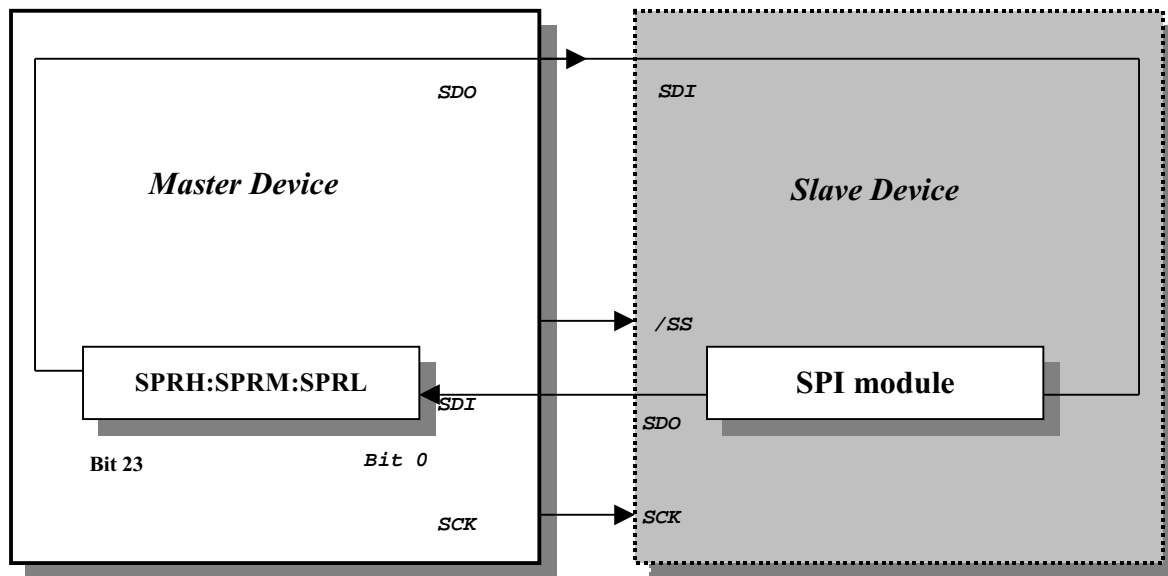 SDO
SDI
Master Device
Slave Device
/SS
SPRH:SPRM:SPRL
SPI module
SDI
SDO
Bit 23
Bit 0
SCK
SCK